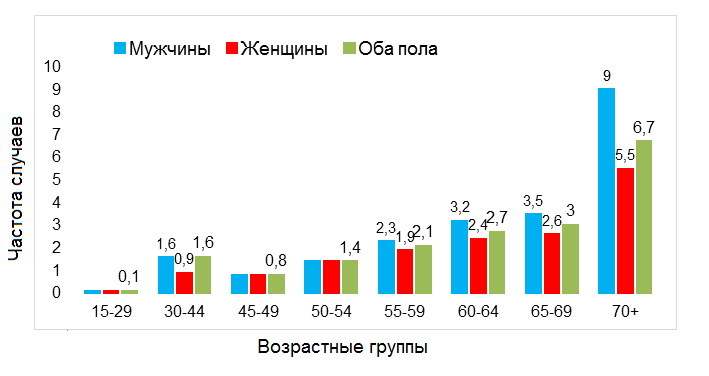 Мужчины Женщины Оба пола
10
9
8
7
6
5
4
3
2
1
0
Частота случаев
0,1
1,6 0,9 1,6
0,8
1,4
2,3 1,9 2,1
3,2 2,4 2,7
3,5 2,6 3
9 5,5 6,7
15-29 30-44 45-49 50-54 55-59 60-64 65-69 70+
Возрастные группы